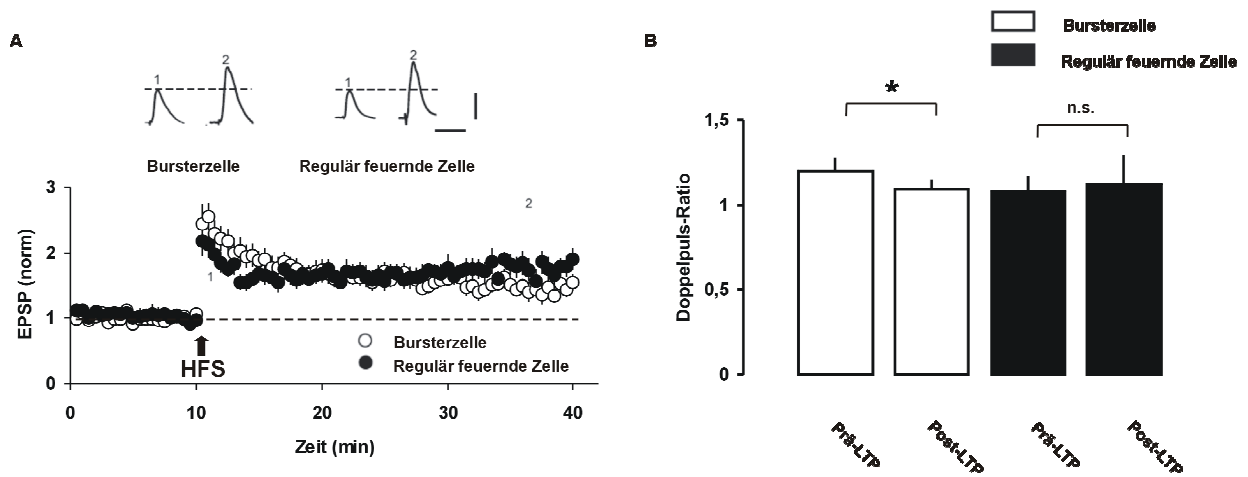 A
1
2
1
2
Bursterzelle
Regulär feuernde Zelle
3
2
1
0
EPSP (norm)
2
1
HFS
Bursterzelle
Regulär feuernde Zelle
0
10
20
30
40
Zeit (min)
B
Bursterzelle
Regulär feuernde Zelle
*
n.s.
1,5
1
0,5
0
Doppelpuls-Ratio
Prä-LTP
Post-LTP
Prä-LTP
Post-LTP